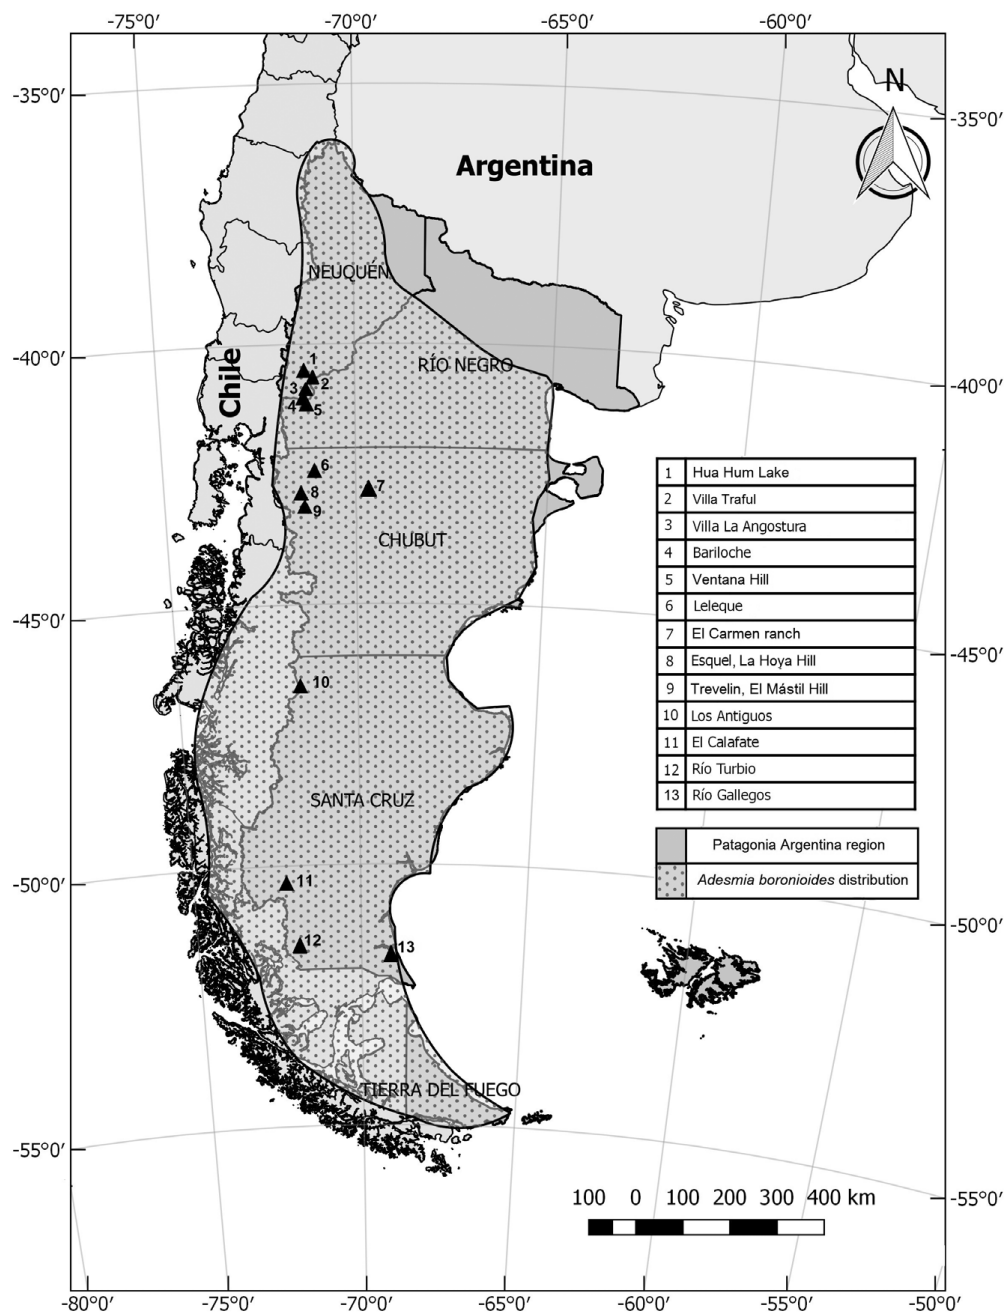 -75°0′ -70°0′ -65°0′ -60°0′
N
-35°0′ -35°0′
Argentina
NEUQUÉN
Chile
-40°0′ -40°0′
RÍO NEGRO
1
2
3
4
5
6
7
8
9
CHUBUT
1 Hua Hum Lake
2 Villa Traful
3 Villa La Angostura
4 Bariloche
5 Ventana Hill
6 Leleque
7 El Carmen ranch
8 Esquel, La Hoya Hill
9 Trevelin, El Mástil Hill
10 Los Antiguos
11 El Calafate
12 Río Turbio
13 Río Gallegos
-45°0′ -45°0′
10
SANTA CRUZ
Patagonia Argentina region
Adesmia boronioides distribution
-50°0′ -50°0′
11
12
13
TIERRA DEL FUEGO
-55°0′ -55°0′
100 0 100 200 300 400 km
-80°0′ -75°0′ -70°0′ -65°0′ -60°0′ -55°0′ -50°0′